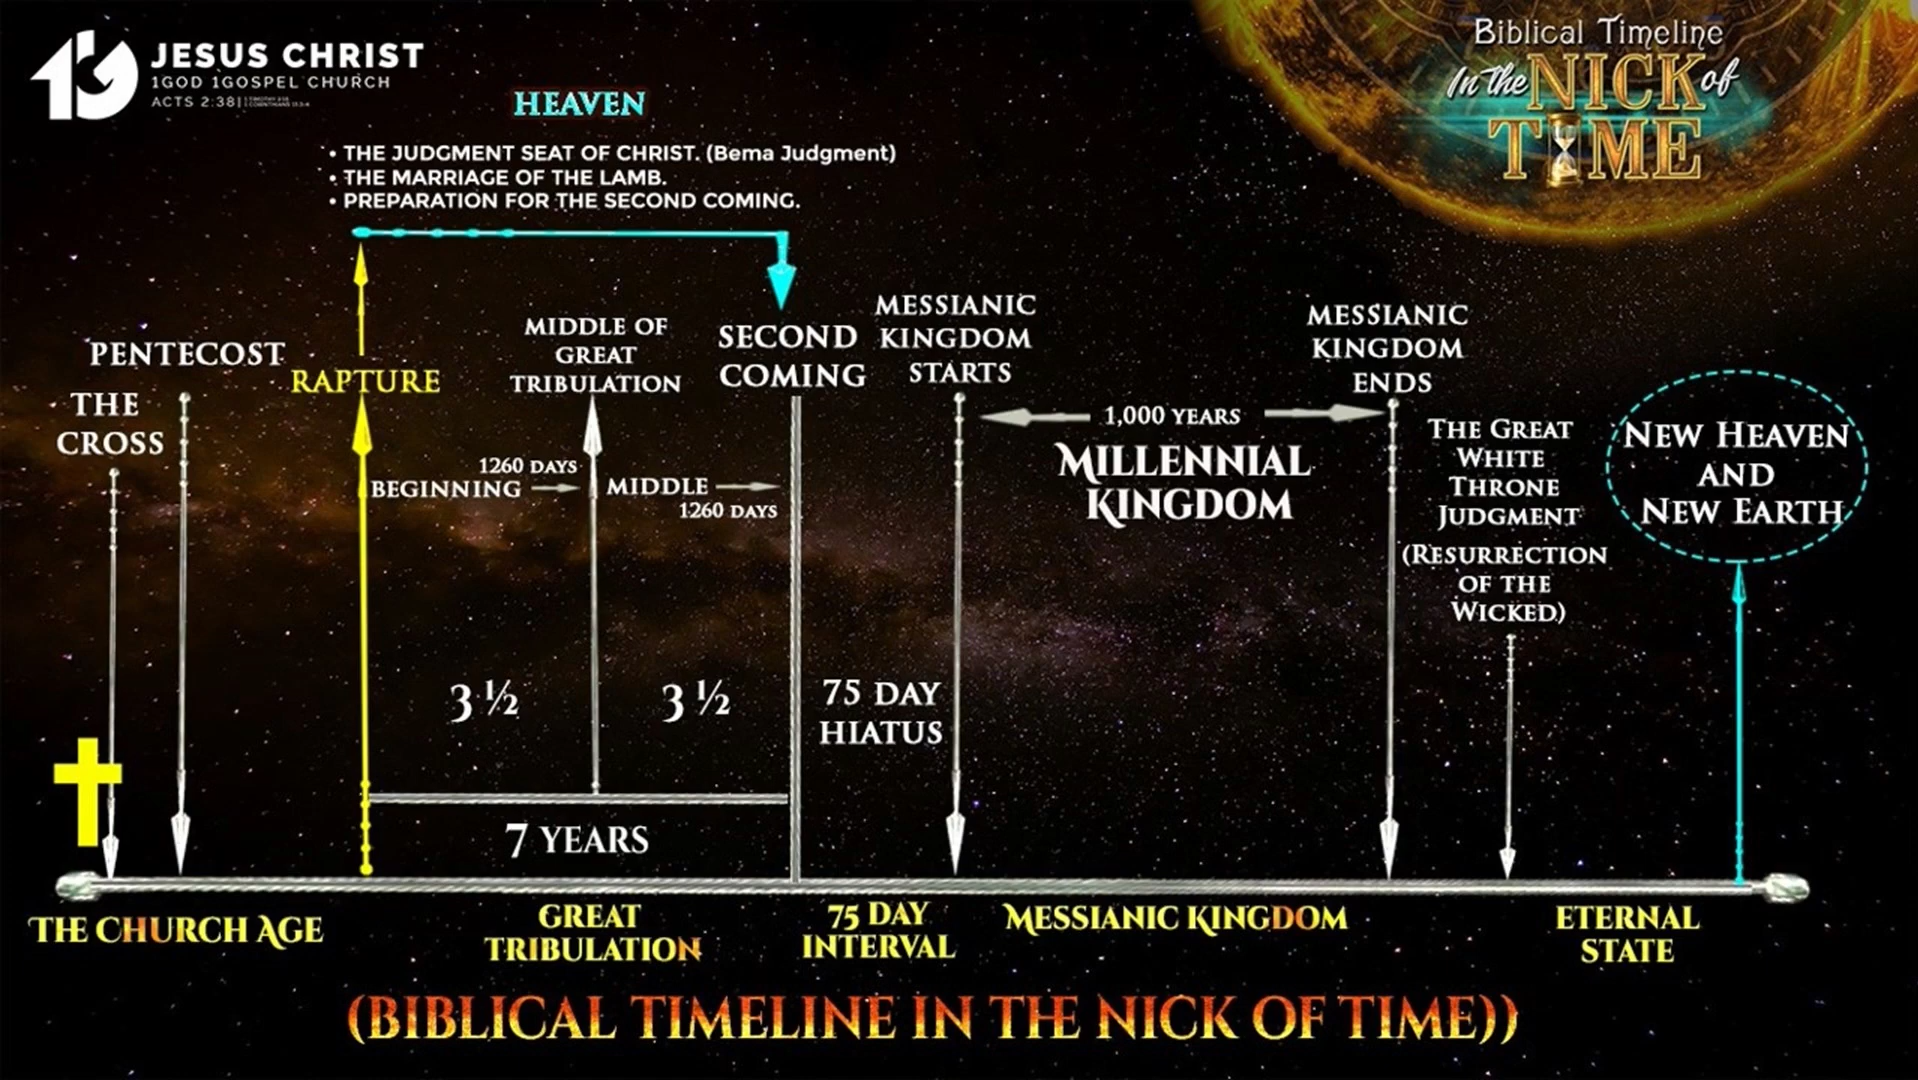 JESUS CHRIST
1GOD 1GOSPEL CHURCH
ACTS 2:38|
Biblical Timeline
In the NICK of
TIME
HEAVEN
• THE JUDGMENT SEAT OF CHRIST. (Bema Judgment)
• THE MARRIAGE OF THE LAMB.
• PREPARATION FOR THE SECOND COMING.
THE
CROSS
PENTECOST
RAPTURE
MIDDLE OF
GREAT
TRIBULATION
SECOND
COMING
MESSIANIC
KINGDOM
STARTS
MESSIANIC
KINGDOM
ENDS
1260 DAYS
BEGINNING
MIDDLE
1260 DAYS
1,000 YEARS
MILLENNIAL
KINGDOM
THE GREAT
WHITE
THRONE
JUDGMENT
(RESURRECTION
OF THE
WICKED)
NEW HEAVEN
AND
NEW EARTH
3 ½
3 ½
75 DAY
HIATUS
7 YEARS
THE CHURCH AGE
GREAT
TRIBULATION
75 DAY
INTERVAL
MESSIANIC KINGDOM
ETERNAL
STATE
(BIBLICAL TIMELINE IN THE NICK OF TIME))